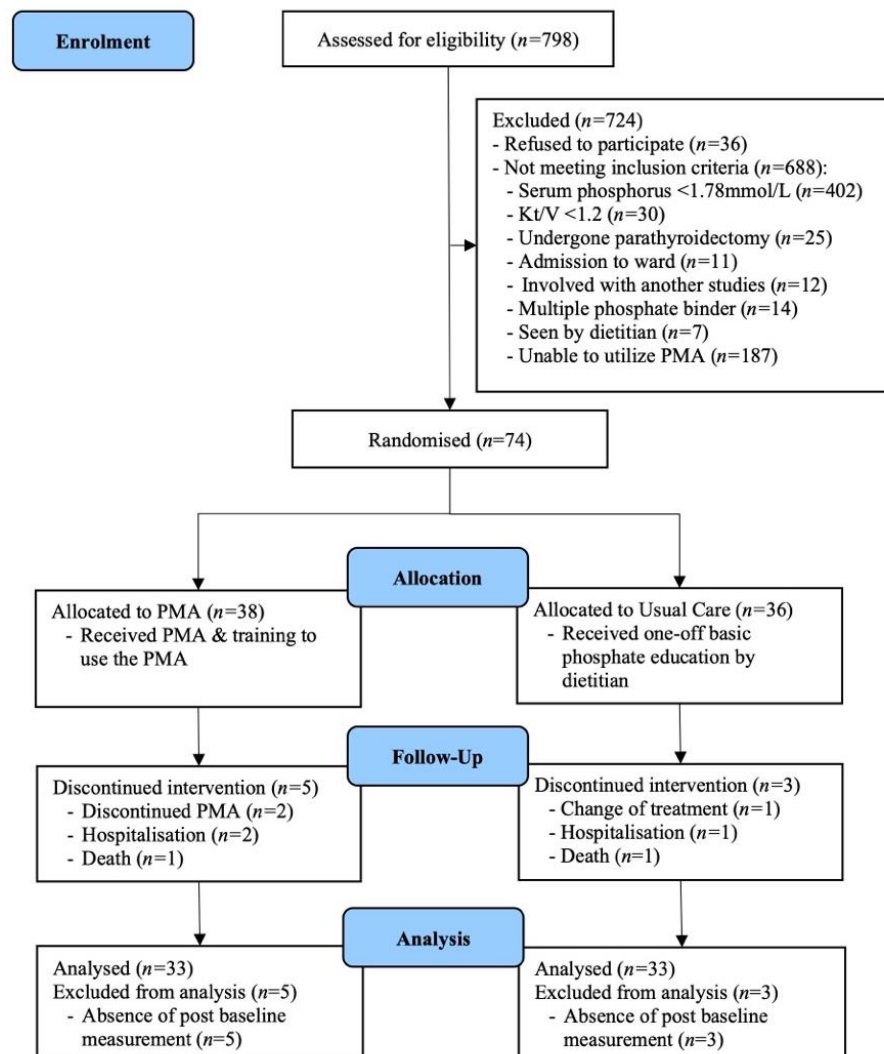 Enrolment
Assessed for eligibility (n=798)
Excluded (n=724)
- Refused to participate (n=36)
- Not meeting inclusion criteria (n=688):
- Serum phosphorus <1.78mmol/L (n=402)
- Kt/V <1.2 (n=30)
- Undergone parathyroidectomy (n=25)
- Admission to ward (n=11)
- Involved with another studies (n=12)
- Multiple phosphate binder (n=14)
- Seen by dietitian (n=7)
- Unable to utilize PMA (n=187)
Randomised (n=74)
Allocation
Allocated to PMA (n=38)
- Received PMA & training to
use the PMA
Allocated to Usual Care (n=36)
- Received one-off basic
phosphate education by
dietitian
Follow-Up
Discontinued intervention (n=5)
- Discontinued PMA (n=2)
- Hospitalisation (n=2)
- Death (n=1)
Discontinued intervention (n=3)
- Change of treatment (n=1)
- Hospitalisation (n=1)
- Death (n=1)
Analysis
Analysed (n=33)
Excluded from analysis (n=5)
- Absence of post baseline
measurement (n=5)
Analysed (n=33)
Excluded from analysis (n=3)
- Absence of post baseline
measurement (n=3)